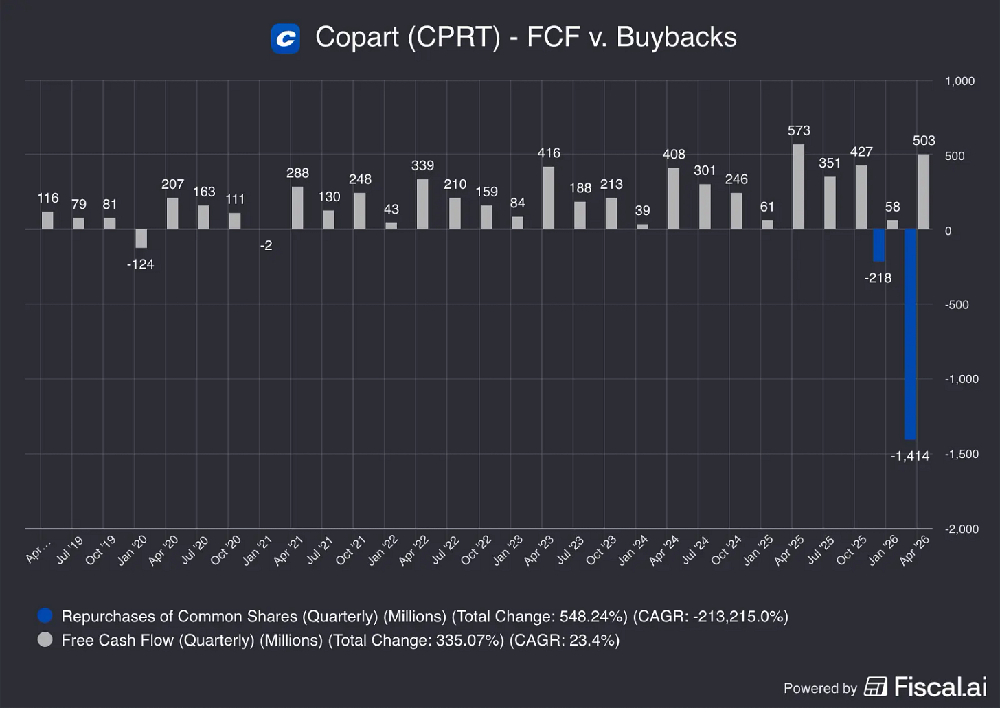 Copart (CPRT) - FCF v. Buybacks
1,000
500
0
-500
-1,000
-1,500
-2,000
116
79
81
-124
207
163
111
-2
288
130
248
43
339
210
159
84
416
188
213
39
408
301
246
61
573
351
427
-218
58
-1,414
503
Apr...
Jul '19
Oct '19
Jan '20
Apr '20
Jul '20
Oct '20
Jan '21
Apr '21
Jul '21
Oct '21
Jan '22
Apr '22
Jul '22
Oct '22
Jan '23
Apr '23
Jul '23
Oct '23
Jan '24
Apr '24
Jul '24
Oct '24
Jan '25
Apr '25
Jul '25
Oct '25
Jan '26
Apr '26
Repurchases of Common Shares (Quarterly) (Millions) (Total Change: 548.24%) (CAGR: -213,215.0%)
Free Cash Flow (Quarterly) (Millions) (Total Change: 335.07%) (CAGR: 23.4%)
Powered by Fiscal.ai